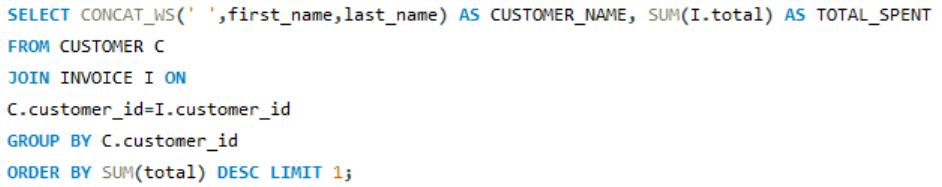 SELECT CONCAT_WS(' ',first_name,last_name) AS CUSTOMER_NAME, SUM(I.total) AS TOTAL_SPENT
FROM CUSTOMER C
JOIN INVOICE I ON
C.customer_id=I.customer_id
GROUP BY C.customer_id
ORDER BY SUM(total) DESC LIMIT 1;